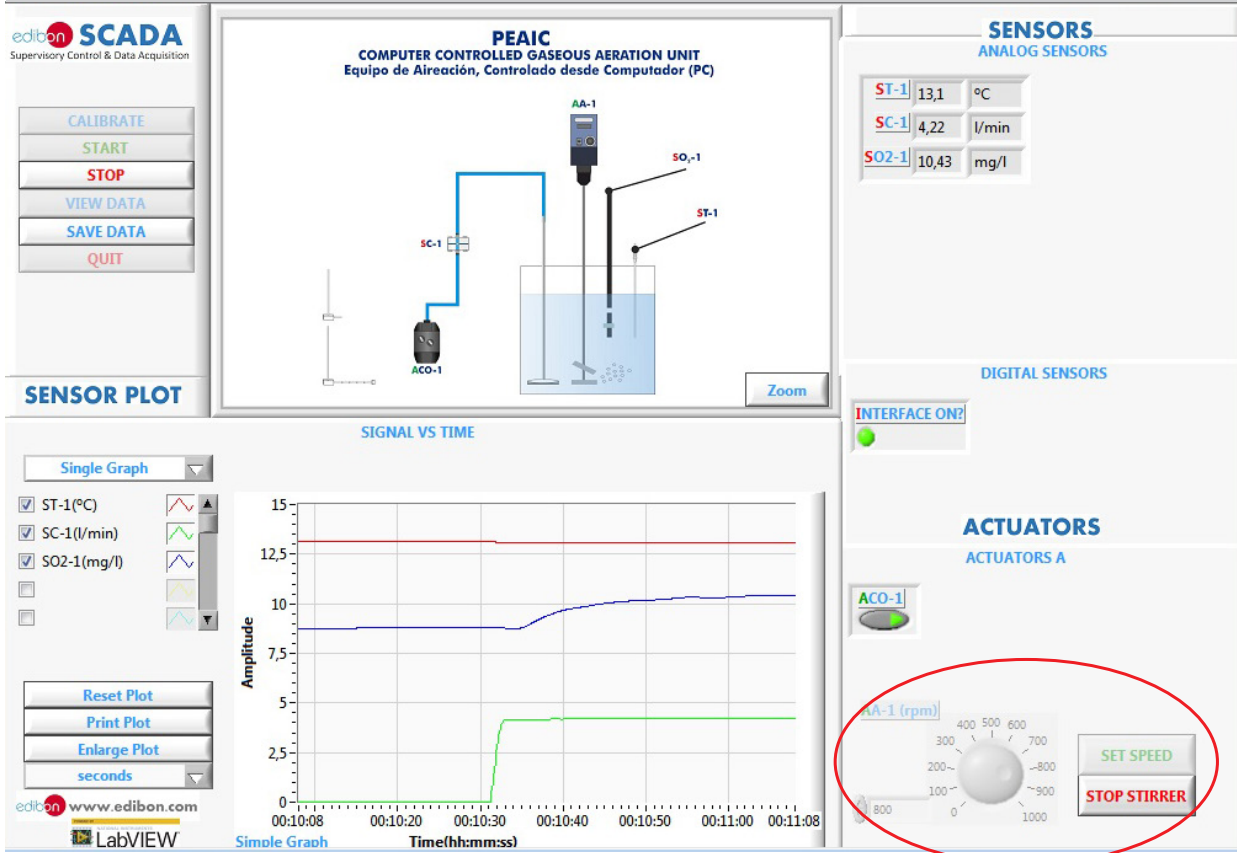 edibon SCADA
Supervisory Control & Data Acquisition
CALIBRATE
START
STOP
VIEW DATA
SAVE DATA
QUIT
PEAIC
COMPUTER CONTROLLED GASEOUS AERATION UNIT
Equipo de Aireación, Controlado desde Computador (PC)
AA-1
SO₂-1
ST-1
SC-1
ACO-1
Zoom
SENSORS
ANALOG SENSORS
ST-1 13,1 ºC
SC-1 4,22 l/min
SO2-1 10,43 mg/l
DIGITAL SENSORS
INTERFACE ON?
SENSOR PLOT
SIGNAL VS TIME
Single Graph
ST-1(ºC)
SC-1(l/min)
SO2-1(mg/l)
Reset Plot
Print Plot
Enlarge Plot
seconds
edibon www.edibon.com
LabVIEW
Amplitude
15
12,5
10
7,5
5
2,5
0
00:10:08 00:10:20 00:10:30 00:10:40 00:10:50 00:11:00 00:11:08
Simple Graph
Time(hh:mm:ss)
ACTUATORS
ACTUATORS A
ACO-1
AA-1 (rpm)
800
0 100 200 300 400 500 600 700 800 900 1000
SET SPEED
STOP STIRRER